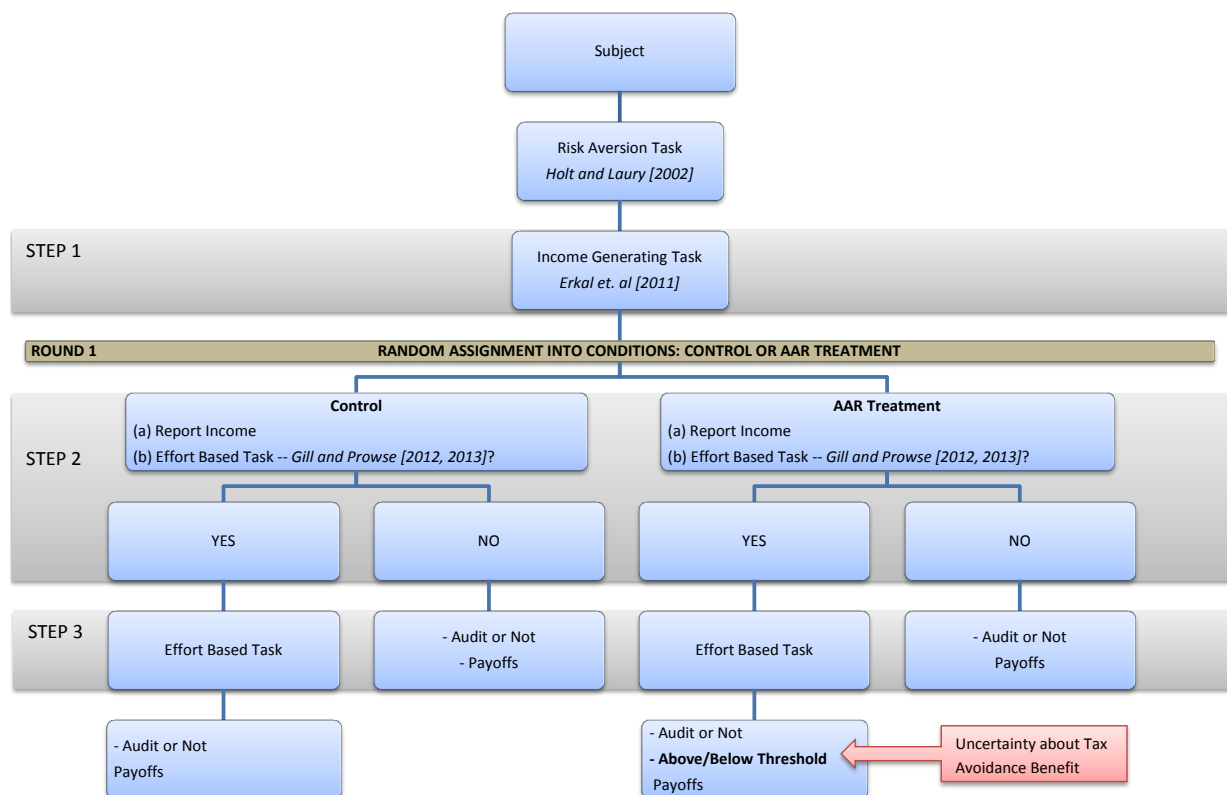 Subject
Risk Aversion Task
Holt and Laury [2002]
STEP 1
Income Generating Task
Erkal et. al [2011]
ROUND 1
RANDOM ASSIGNMENT INTO CONDITIONS: CONTROL OR AAR TREATMENT
STEP 2
Control
(a) Report Income
(b) Effort Based Task -- Gill and Prowse [2012, 2013]?
AAR Treatment
(a) Report Income
(b) Effort Based Task -- Gill and Prowse [2012, 2013]?
YES
NO
YES
NO
STEP 3
Effort Based Task
- Audit or Not
- Payoffs
Effort Based Task
- Audit or Not
Payoffs
- Audit or Not
Payoffs
- Audit or Not
- Above/Below Threshold
Payoffs
Uncertainty about Tax
Avoidance Benefit